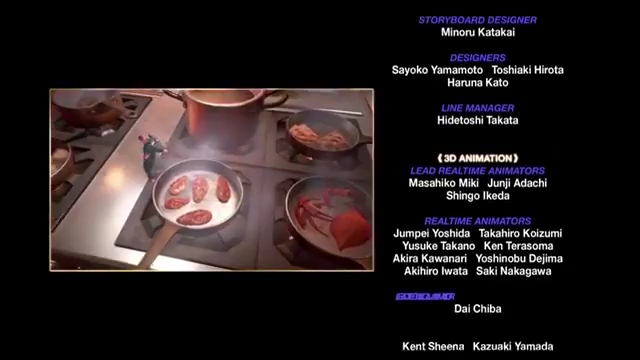 STORYBOARD DESIGNER
Minoru Katakai
DESIGNERS
Sayoko Yamamoto Toshiaki Hirota
Haruna Kato
LINE MANAGER
Hidetoshi Takata
《3D ANIMATION》
LEAD REALTIME ANIMATORS
Masahiko Miki Junji Adachi
Shingo Ikeda
REALTIME ANIMATORS
Jumpei Yoshida Takahiro Koizumi
Yusuke Takano Ken Terasoma
Akira Kawanari Yoshinobu Dejima
Akihiro Iwata Saki Nakagawa
Dai Chiba
Kent Sheena Kazuaki Yamada